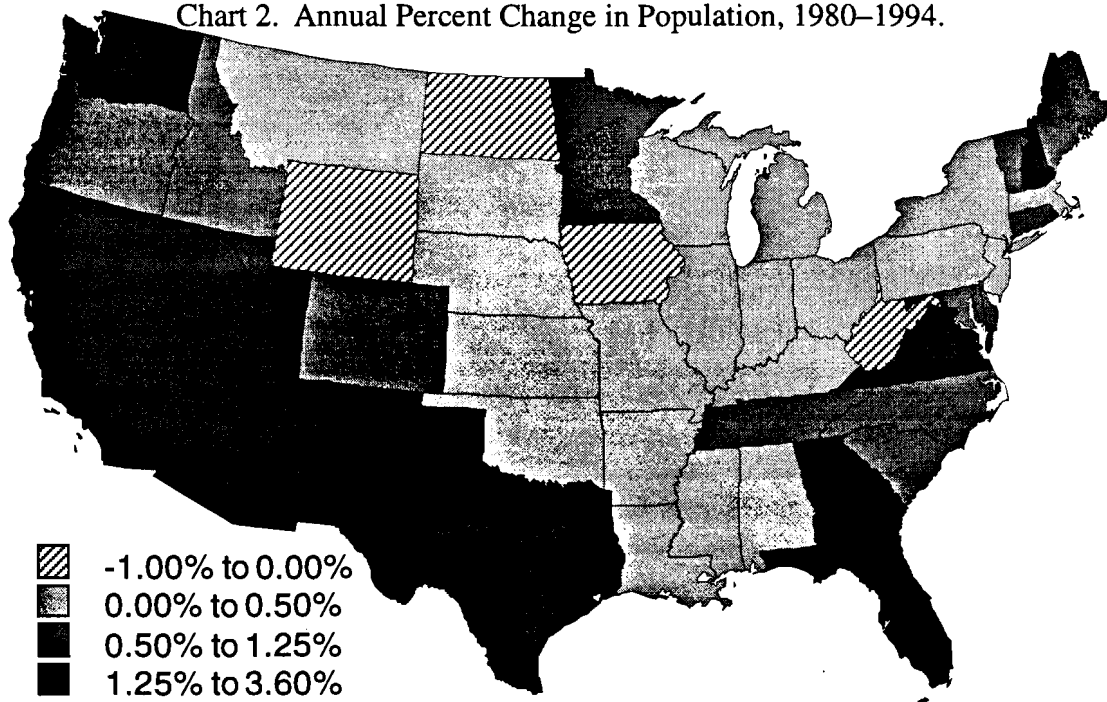 Chart 2. Annual Percent Change in Population, 1980–1994.
-1.00% to 0.00%
0.00% to 0.50%
0.50% to 1.25%
1.25% to 3.60%